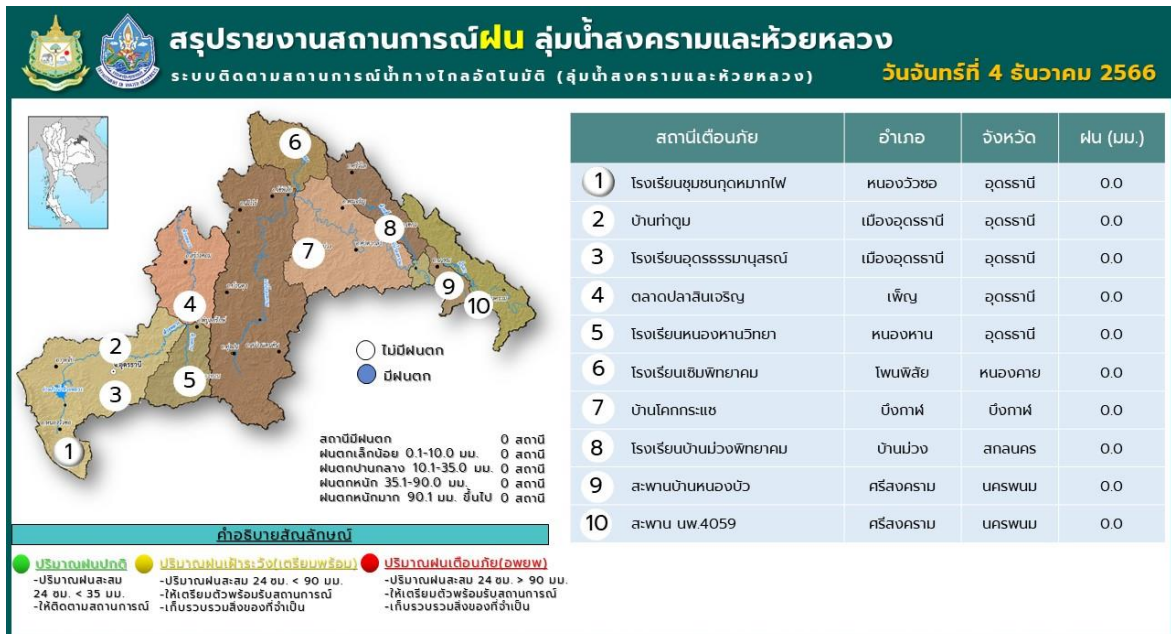 สรุปรายงานสถานการณ์ฝน ลุ่มน้ำสงครามและห้วยหลวง
ระบบติดตามสถานการณ์น้ำทางไกลอัตโนมัติ (ลุ่มน้ำสงครามและห้วยหลวง)
วันจันทร์ที่ 4 ธันวาคม 2566
6
8
7
9
10
4
2
5
3
1
อุดรธานี
ไม่มีฝนตก
มีฝนตก
สถานีมีฝนตก 0 สถานี
ฝนตกเล็กน้อย 0.1-10.0 มม. 0 สถานี
ฝนตกปานกลาง 10.1-35.0 มม. 0 สถานี
ฝนตกหนัก 35.1-90.0 มม. 0 สถานี
ฝนตกหนักมาก 90.1 มม. ขึ้นไป 0 สถานี
สถานีเตือนภัย อำเภอ จังหวัด ฝน (มม.)
1 โรงเรียนชุมชนกุดหมากไฟ หนองวัวซอ อุดรธานี 0.0
2 บ้านท่าตูม เมืองอุดรธานี อุดรธานี 0.0
3 โรงเรียนอุดรธรรมานุสรณ์ เมืองอุดรธานี อุดรธานี 0.0
4 ตลาดปลาสินเจริญ เพ็ญ อุดรธานี 0.0
5 โรงเรียนหนองหานวิทยา หนองหาน อุดรธานี 0.0
6 โรงเรียนเซิมพิทยาคม โพนพิสัย หนองคาย 0.0
7 บ้านโคกกระแซ บึงกาฬ บึงกาฬ 0.0
8 โรงเรียนบ้านม่วงพิทยาคม บ้านม่วง สกลนคร 0.0
9 สะพานบ้านหนองบัว ศรีสงคราม นครพนม 0.0
10 สะพาน นพ.4059 ศรีสงคราม นครพนม 0.0
คำอธิบายสัญลักษณ์
ปริมาณฝนปกติ
-ปริมาณฝนสะสม
24 ชม. < 35 มม.
-ให้ติดตามสถานการณ์
ปริมาณฝนเฝ้าระวัง(เตรียมพร้อม)
-ปริมาณฝนสะสม 24 ชม. < 90 มม.
-ให้เตรียมตัวพร้อมรับสถานการณ์
-เก็บรวบรวมสิ่งของที่จำเป็น
ปริมาณฝนเตือนภัย(อพยพ)
-ปริมาณฝนสะสม 24 ชม. > 90 มม.
-ให้เตรียมตัวพร้อมรับสถานการณ์
-เก็บรวบรวมสิ่งของที่จำเป็น